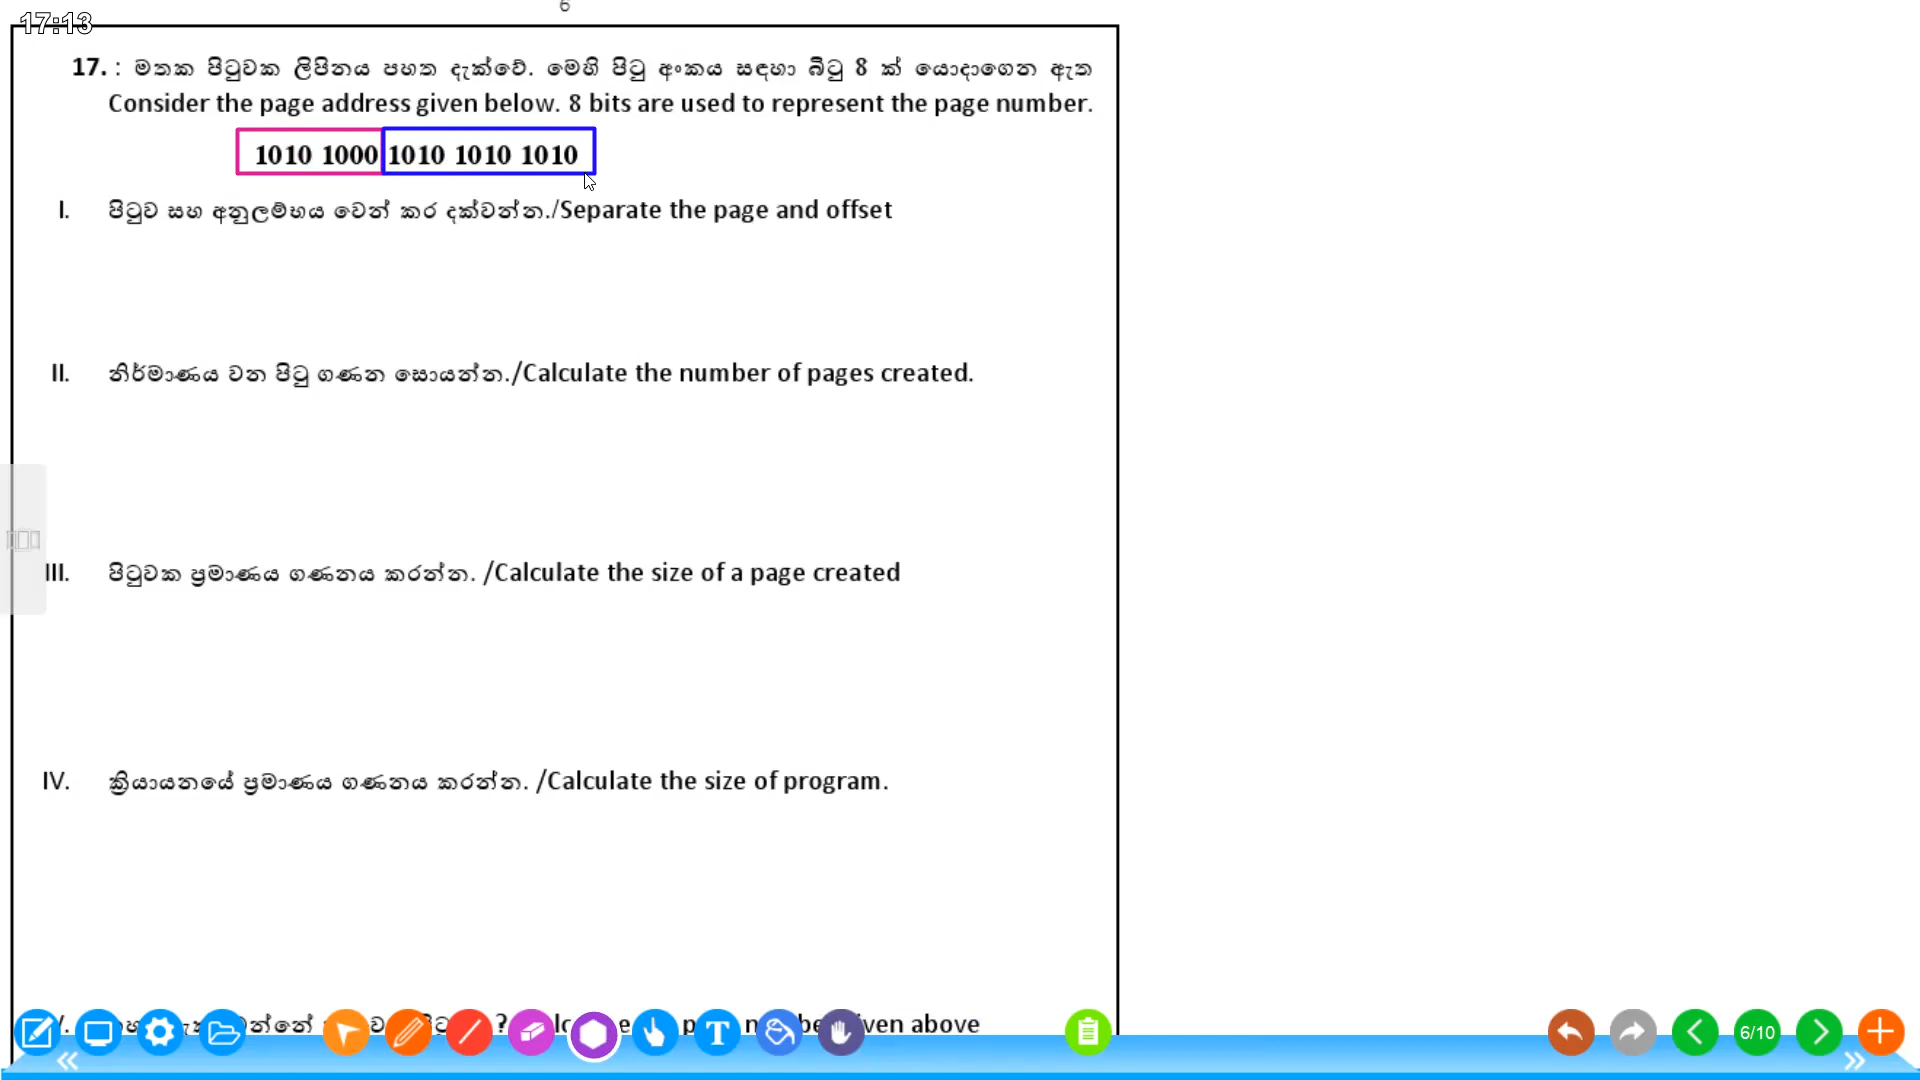 6
17:13
17. : මතක පිටුවක ලිපිනය පහත දැක්වේ. මෙහි පිටු අංකය සඳහා බිටු 8 ක් යොදාගෙන ඇත
Consider the page address given below. 8 bits are used to represent the page number.
1010 1000 1010 1010 1010
I. පිටුව සහ අනුලම්භය වෙන් කර දක්වන්න./Separate the page and offset
II. නිර්මාණය වන පිටු ගණන සොයන්න./Calculate the number of pages created.
III. පිටුවක ප්‍රමාණය ගණනය කරන්න. /Calculate the size of a page created
IV. ක්‍රියායනයේ ප්‍රමාණය ගණනය කරන්න. /Calculate the size of program.
above
T
6/10